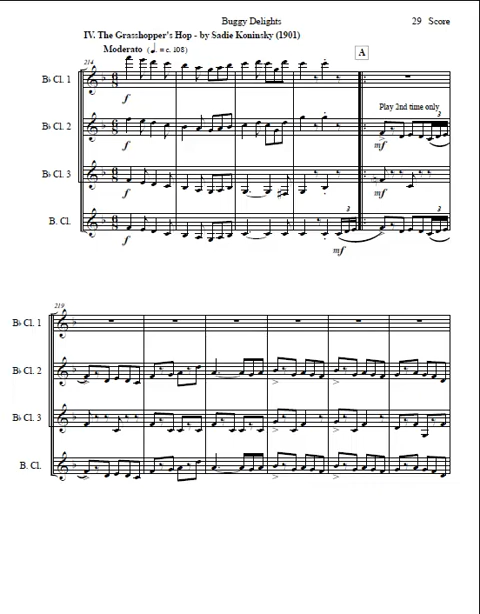 Buggy Delights
29 Score
IV. The Grasshopper's Hop - by Sadie Koninsky (1901)
Moderato (♩. = c. 108)
A
214
B♭ Cl. 1
f
Play 2nd time only
3
B♭ Cl. 2
f
mf
B♭ Cl. 3
f
mf
3
3
B. Cl.
f
mf
219
B♭ Cl. 1
B♭ Cl. 2
B♭ Cl. 3
B. Cl.